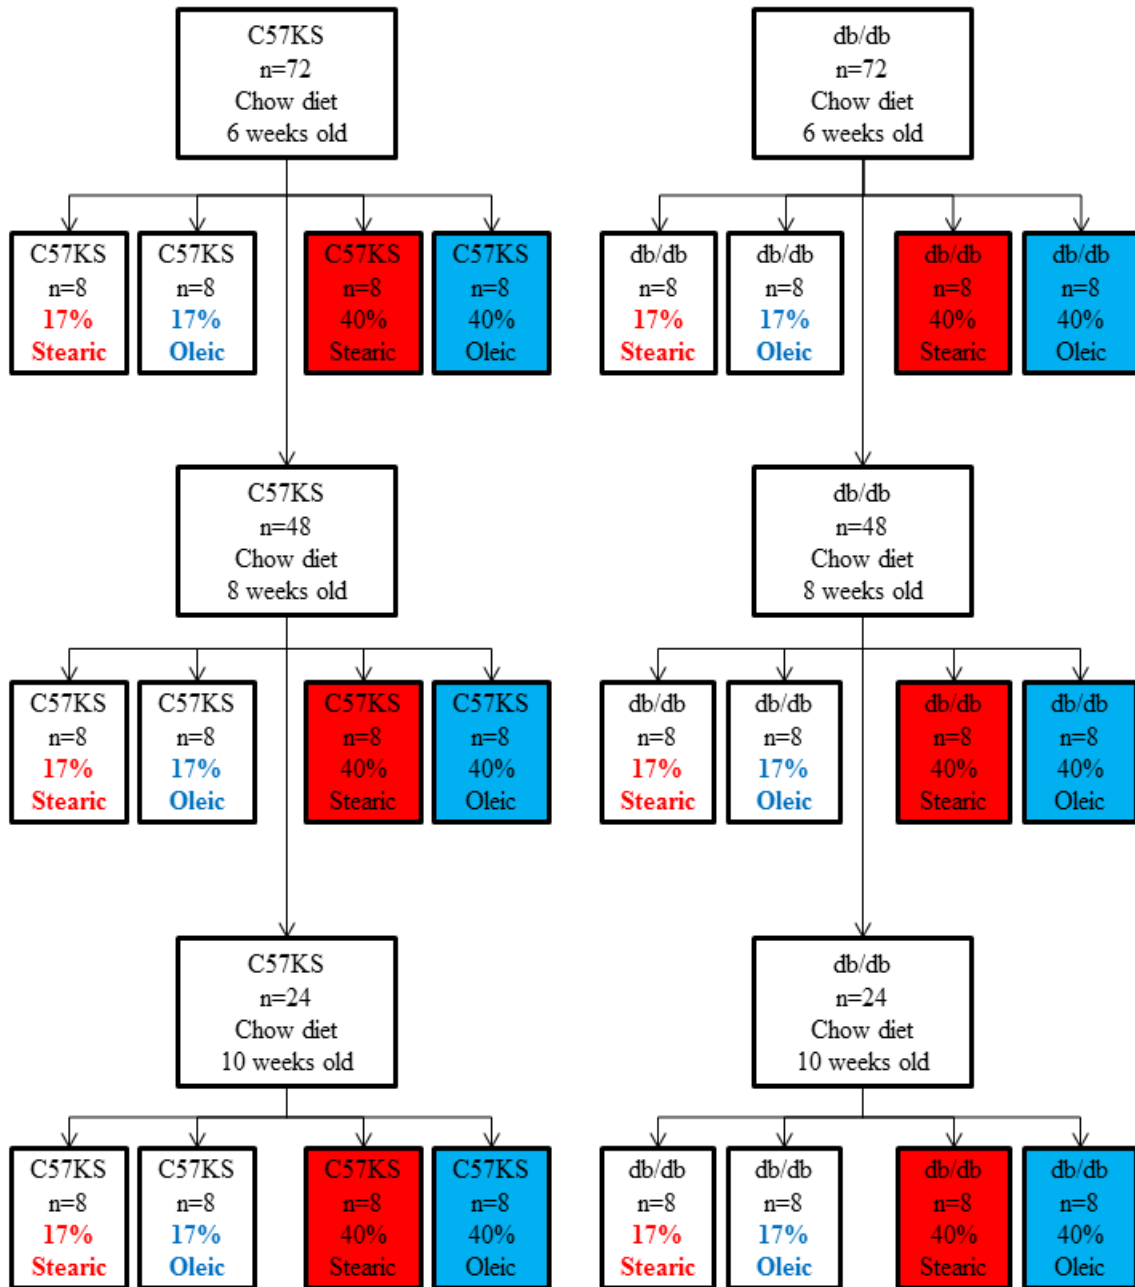 C57KS
n=72
Chow diet
6 weeks old
db/db
n=72
Chow diet
6 weeks old
C57KS
n=8
17%
Stearic
C57KS
n=8
17%
Oleic
C57KS
n=8
40%
Stearic
C57KS
n=8
40%
Oleic
db/db
n=8
17%
Stearic
db/db
n=8
17%
Oleic
db/db
n=8
40%
Stearic
db/db
n=8
40%
Oleic
C57KS
n=48
Chow diet
8 weeks old
db/db
n=48
Chow diet
8 weeks old
C57KS
n=8
17%
Stearic
C57KS
n=8
17%
Oleic
C57KS
n=8
40%
Stearic
C57KS
n=8
40%
Oleic
db/db
n=8
17%
Stearic
db/db
n=8
17%
Oleic
db/db
n=8
40%
Stearic
db/db
n=8
40%
Oleic
C57KS
n=24
Chow diet
10 weeks old
db/db
n=24
Chow diet
10 weeks old
C57KS
n=8
17%
Stearic
C57KS
n=8
17%
Oleic
C57KS
n=8
40%
Stearic
C57KS
n=8
40%
Oleic
db/db
n=8
17%
Stearic
db/db
n=8
17%
Oleic
db/db
n=8
40%
Stearic
db/db
n=8
40%
Oleic